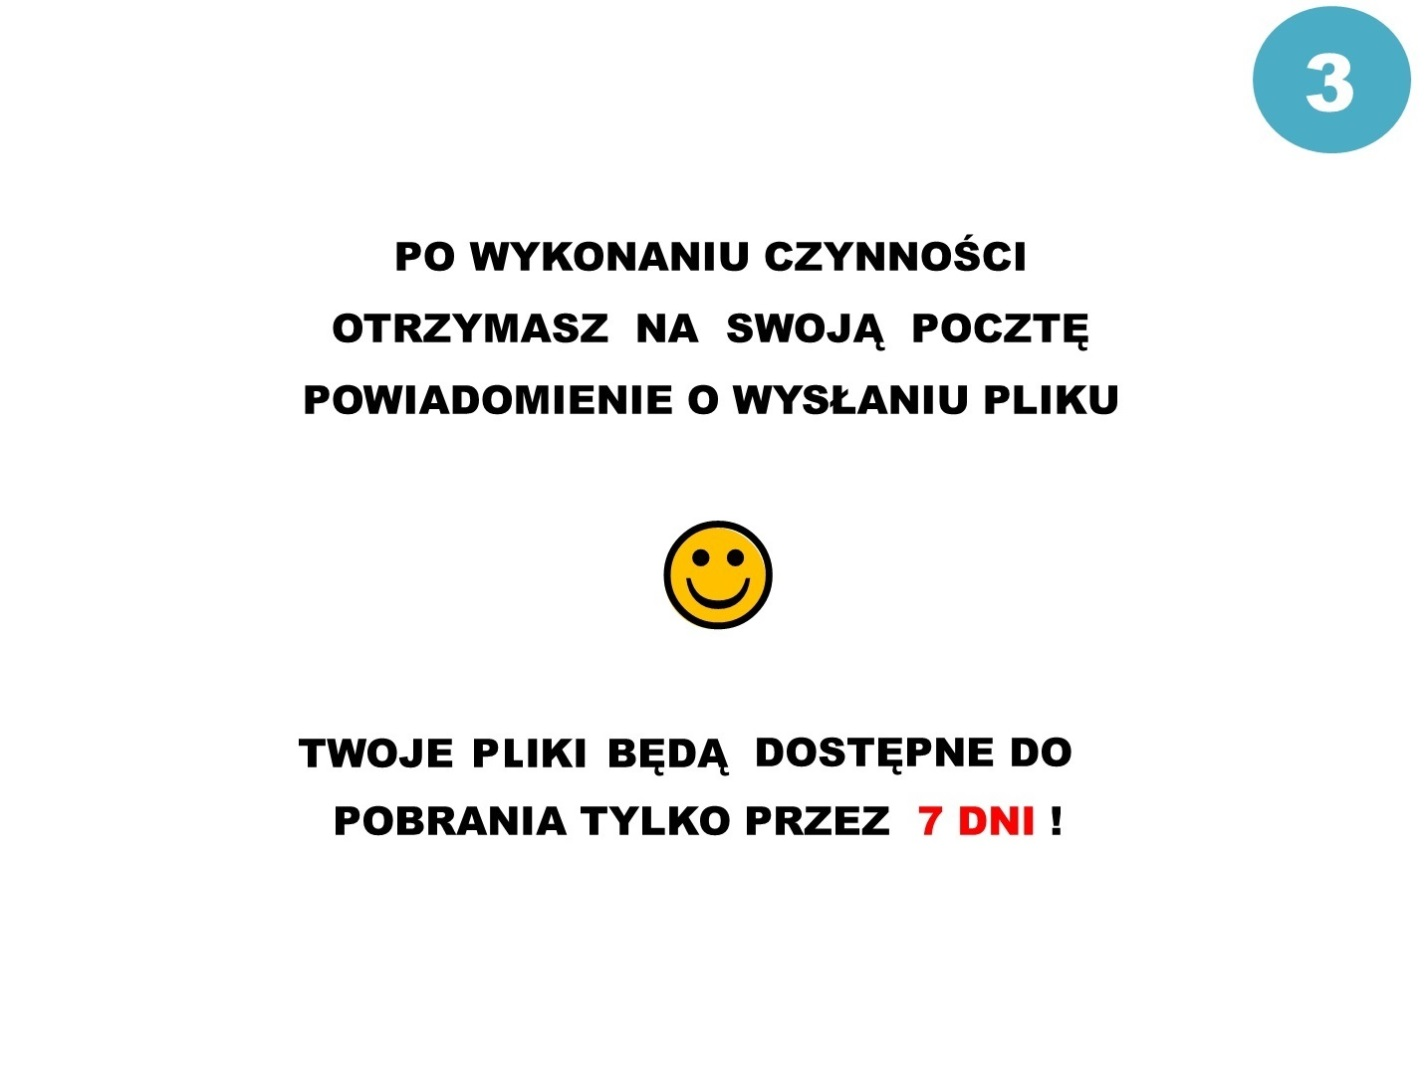 3
PO WYKONANIU CZYNNOŚCI
OTRZYMASZ NA SWOJĄ POCZTĘ
POWIADOMIENIE O WYSŁANIU PLIKU
TWOJE PLIKI BĘDĄ DOSTĘPNE DO
POBRANIA TYLKO PRZEZ 7 DNI !